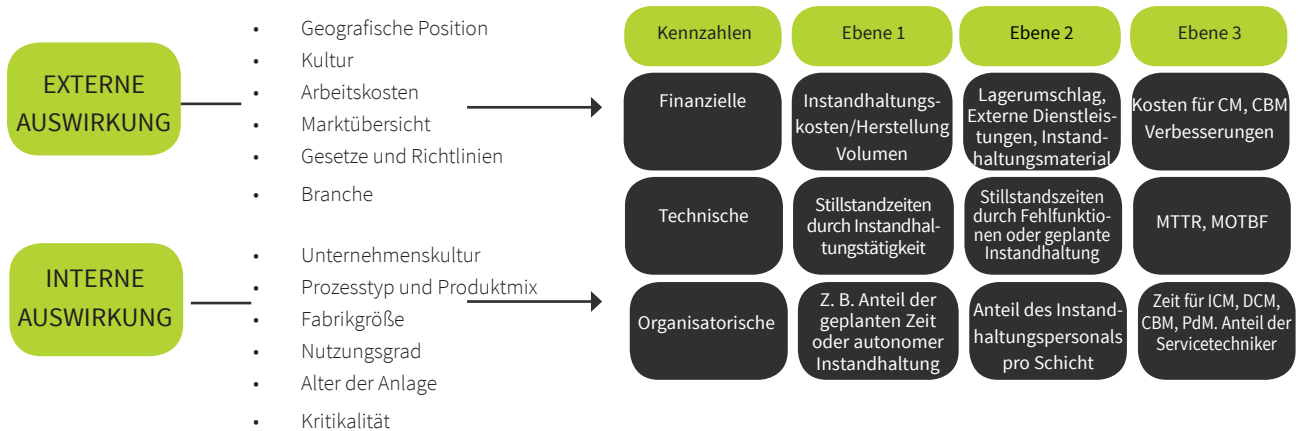 EXTERNE
AUSWIRKUNG
• Geografische Position
• Kultur
• Arbeitskosten
• Marktübersicht
• Gesetze und Richtlinien
• Branche
INTERNE
AUSWIRKUNG
• Unternehmenskultur
• Prozesstyp und Produktmix
• Fabrikgröße
• Nutzungsgrad
• Alter der Anlage
• Kritikalität
Kennzahlen
Ebene 1
Ebene 2
Ebene 3
Finanzielle
Instandhaltungs-
kosten/Herstellung
Volumen
Lagerumschlag,
Externe Dienstleis-
tungen, Instand-
haltungsmaterial
Kosten für CM, CBM
Verbesserungen
Technische
Stillstandzeiten
durch Instandhal-
tungstätigkeit
Stillstandszeiten
durch Fehlfunktio-
nen oder geplante
Instandhaltung
MTTR, MOTBF
Organisatorische
Z. B. Anteil der
geplanten Zeit
oder autonomer
Instandhaltung
Anteil des Instand-
haltungspersonals
pro Schicht
Zeit für ICM, DCM,
CBM, PdM. Anteil der
Servicetechniker